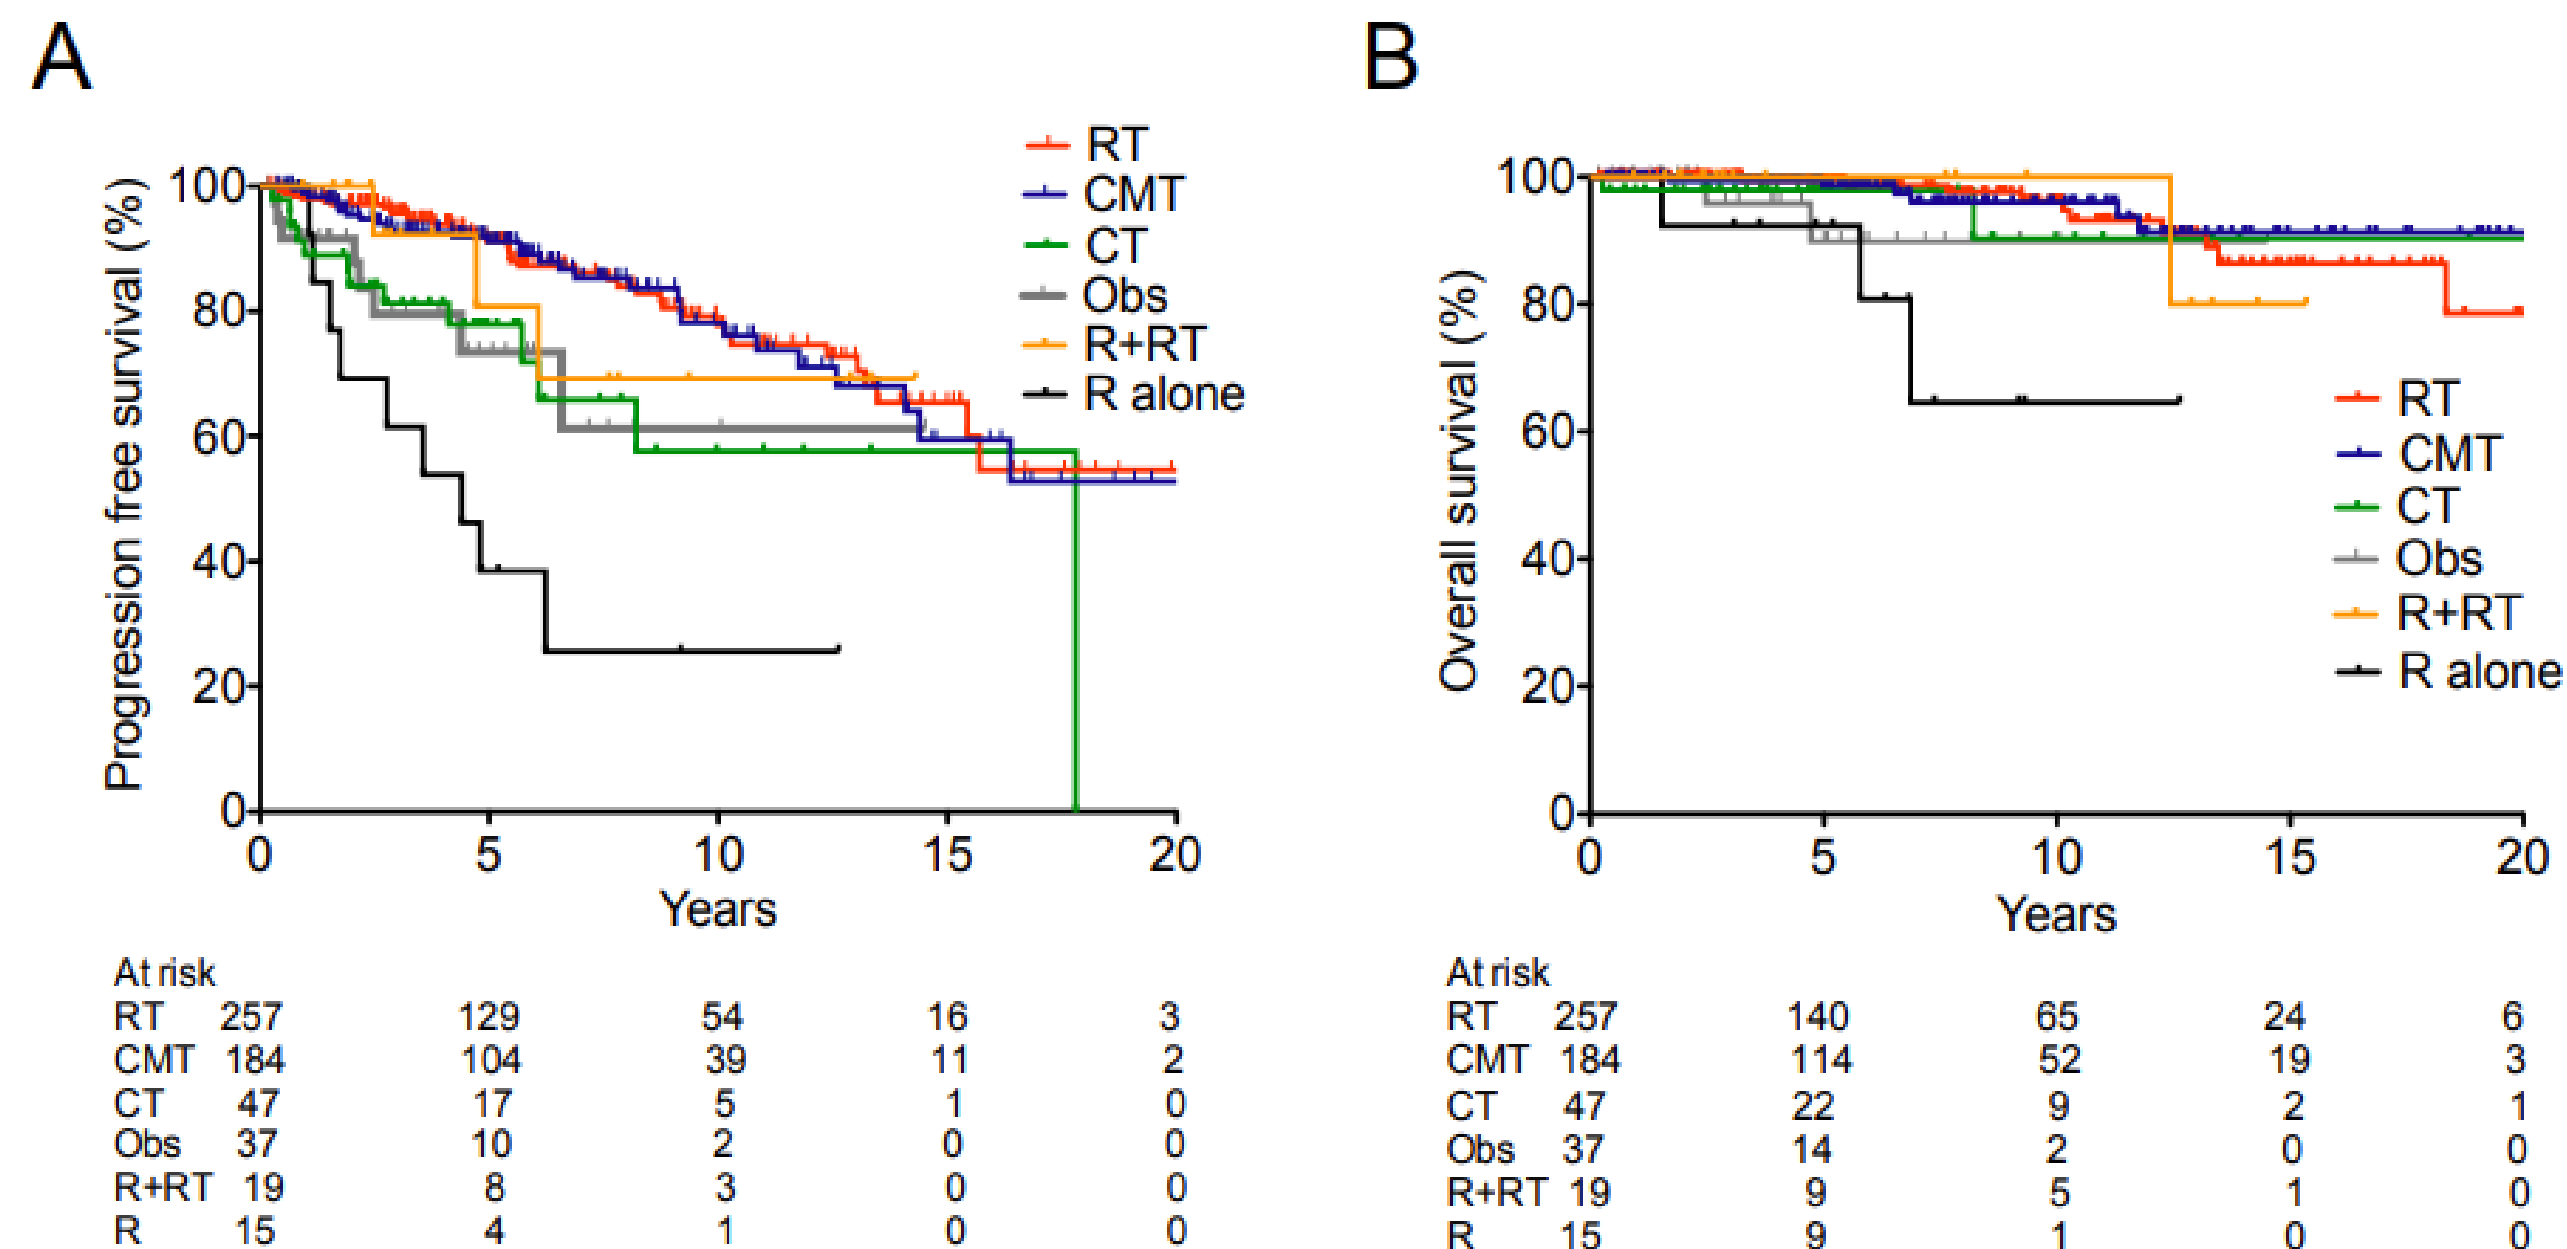 A
Progression free survival (%)
100
80
60
40
20
0
0 5 10 15 20
Years
RT
CMT
CT
Obs
R+RT
R alone
At risk
RT 257 129 54 16 3
CMT 184 104 39 11 2
CT 47 17 5 1 0
Obs 37 10 2 0 0
R+RT 19 8 3 0 0
R 15 4 1 0 0
B
Overall survival (%)
100
80
60
40
20
0
0 5 10 15 20
Years
RT
CMT
CT
Obs
R+RT
R alone
At risk
RT 257 140 65 24 6
CMT 184 114 52 19 3
CT 47 22 9 2 1
Obs 37 14 2 0 0
R+RT 19 9 5 1 0
R 15 9 1 0 0